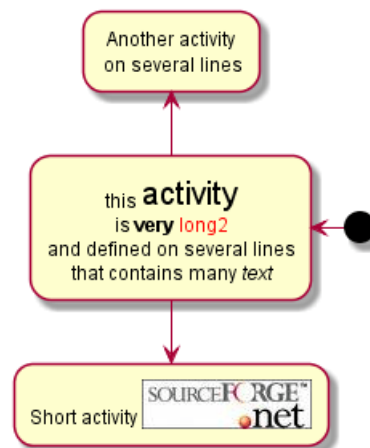 Another activity
on several lines
this activity
is very long2
and defined on several lines
that contains many text
Short activity SOURCEFORGE™
.net